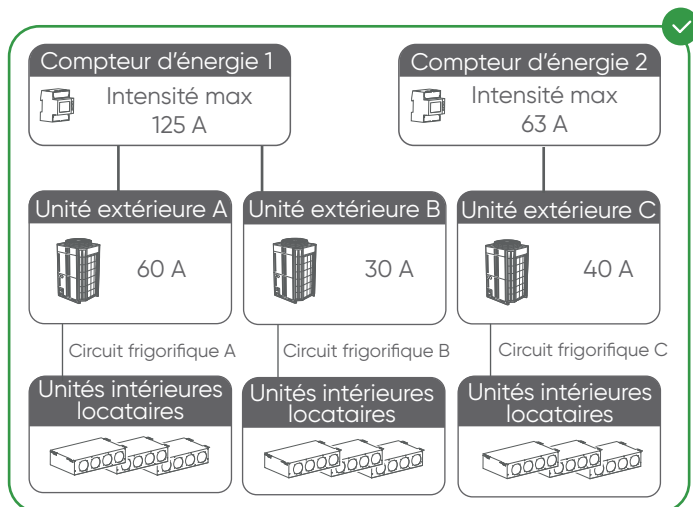 Compteur d'énergie 1
Intensité max
125 A
Compteur d'énergie 2
Intensité max
63 A
Unité extérieure A
60 A
Unité extérieure B
30 A
Unité extérieure C
40 A
Circuit frigorifique A
Circuit frigorifique B
Circuit frigorifique C
Unités intérieures
locataires
Unités intérieures
locataires
Unités intérieures
locataires